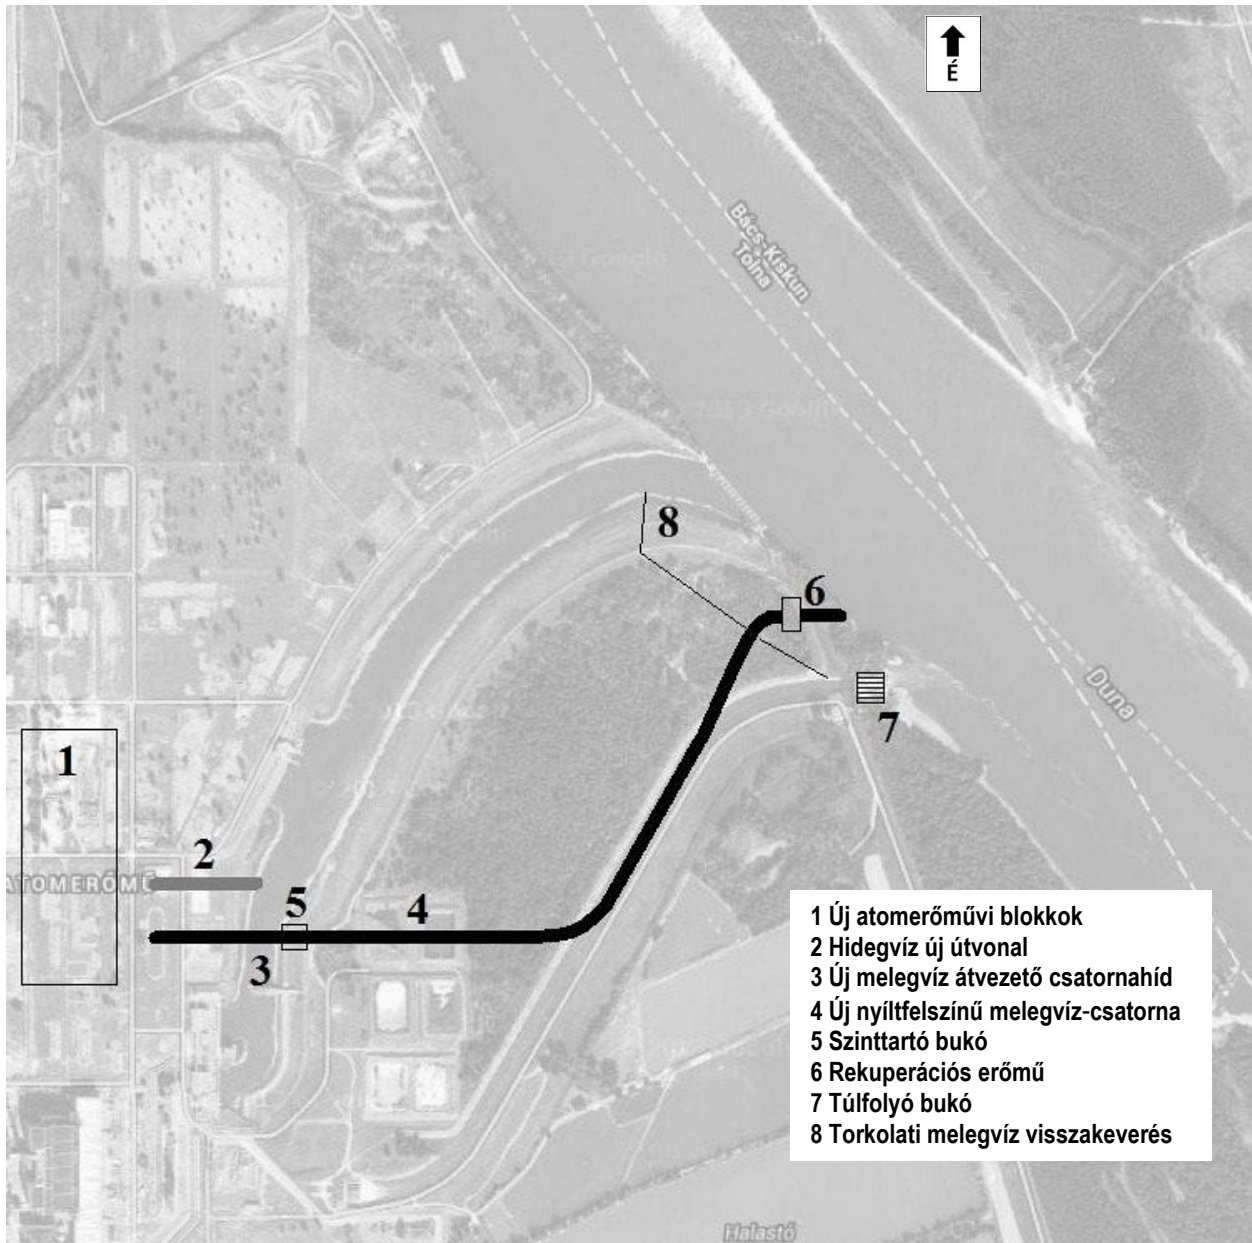 É
Bács-Kiskun
Tolna
8
6
Duna
7
1
2
ATOMERŐMŰ
5
4
3
1 Új atomerőművi blokkok
2 Hidegvíz új útvonal
3 Új melegvíz átvezető csatornahíd
4 Új nyíltfelszínű melegvíz-csatorna
5 Szinttartó bukó
6 Rekuperációs erőmű
7 Túlfolyó bukó
8 Torkolati melegvíz visszakeverés
Halastó